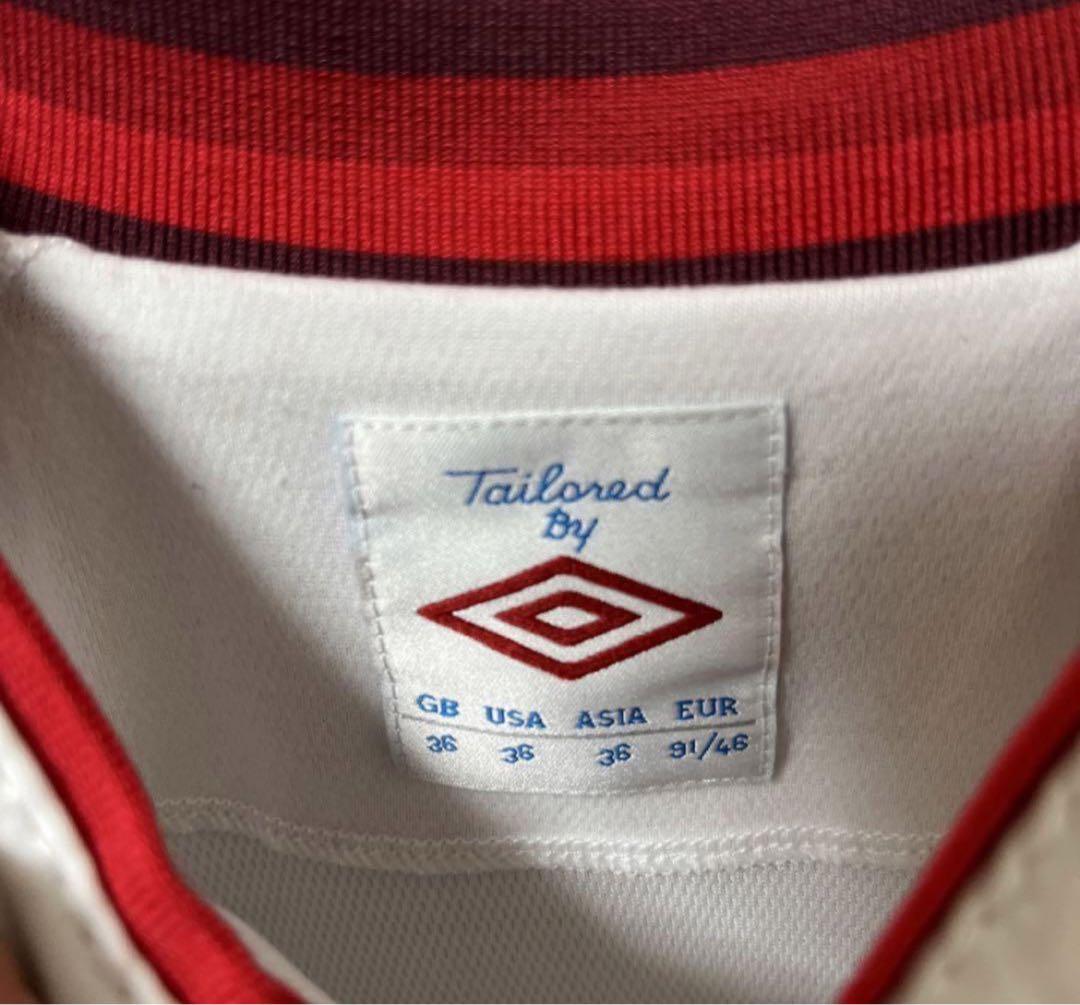 Tailored
By
GB USA ASIA EUR
36 36 36 91/46